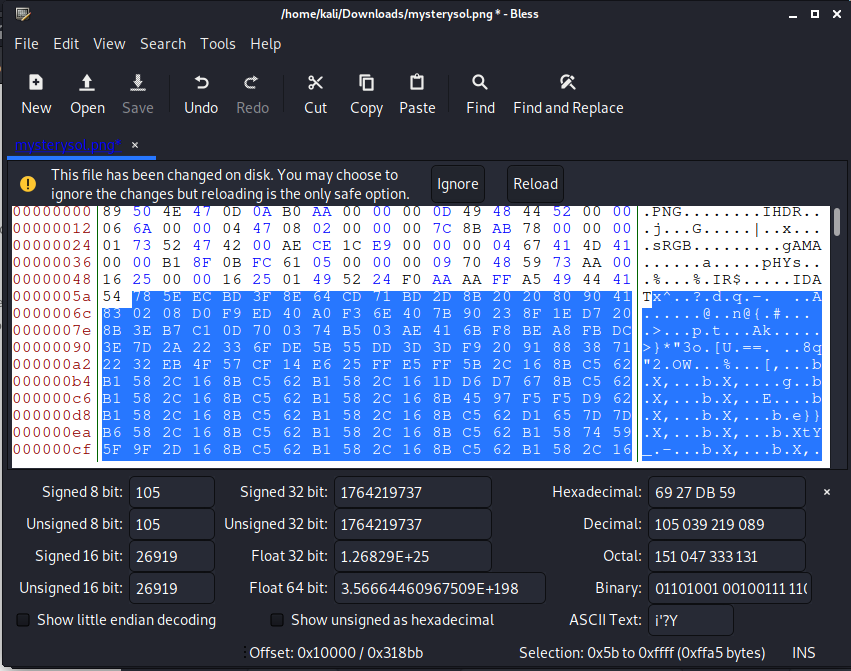 /home/kali/Downloads/mysterysol.png * - Bless
File Edit View Search Tools Help
New Open Save Undo Redo Cut Copy Paste Find Find and Replace
mysterysol.png* ×
This file has been changed on disk. You may choose to
ignore the changes but reloading is the only safe option.
Ignore Reload
00000000 89 50 4E 47 0D 0A B0 AA 00 00 00 0D 49 48 44 52 00 00 .PNG........IHDR..
00000012 06 6A 00 00 04 47 08 02 00 00 00 7C 8B AB 78 00 00 00 .j...G.....|..x...
00000024 01 73 52 47 42 00 AE CE 1C E9 00 00 00 04 67 41 4D 41 .sRGB.........gAMA
00000036 00 00 B1 8F 0B FC 61 05 00 00 00 09 70 48 59 73 AA 00 ......a.....pHYs..
00000048 16 25 00 00 16 25 01 49 52 24 F0 AA AA FF A5 49 44 41 .%...%.IR$.....IDA
0000005a 54 78 5E EC BD 3F 8E 64 CD 71 BD 2D 8B 20 20 80 90 41 Tx^..?.d.q.-.  ..A
0000006c 83 02 08 D0 F9 ED 40 A0 F3 6E 40 7B 90 23 8F 1E D7 20 ......@..n@{.#... 
0000007e 8B 3E B7 C1 0D 70 03 74 B5 03 AE 41 6B F8 BE A8 FB DC .>...p.t...Ak.....
00000090 3E 7D 2A 22 33 6F DE 5B 55 DD 3D 3D F9 20 91 88 38 71 >}*"3o.[U.==. ..8q
000000a2 22 32 EB 4F 57 CF 14 E6 25 FF E5 FF 5B 2C 16 8B C5 62 "2.OW...%...[,...b
000000b4 B1 58 2C 16 8B C5 62 B1 58 2C 16 1D D6 D7 67 8B C5 62 .X,...b.X,....g..b
000000c6 B1 58 2C 16 8B C5 62 B1 58 2C 16 8B 45 97 F5 F5 D9 62 .X,...b.X,..E....b
000000d8 B1 58 2C 16 8B C5 62 B1 58 2C 16 8B C5 62 D1 65 7D 7D .X,...b.X,...b.e}}
000000ea B6 58 2C 16 8B C5 62 B1 58 2C 16 8B C5 62 B1 58 74 59 .X,...b.X,...b.XtY
000000cf 5F 9F 2D 16 8B C5 62 B1 58 2C 16 8B C5 62 B1 58 2C 16 _.-...b.X,...b.X,.
Signed 8 bit: 105 Signed 32 bit: 1764219737 Hexadecimal: 69 27 DB 59 ×
Unsigned 8 bit: 105 Unsigned 32 bit: 1764219737 Decimal: 105 039 219 089
Signed 16 bit: 26919 Float 32 bit: 1.26829E+25 Octal: 151 047 333 131
Unsigned 16 bit: 26919 Float 64 bit: 3.56664460967509E+198 Binary: 01101001 00100111 110
Show little endian decoding Show unsigned as hexadecimal ASCII Text: i'?Y
Offset: 0x10000 / 0x318bb Selection: 0x5b to 0xffff (0xffa5 bytes) INS